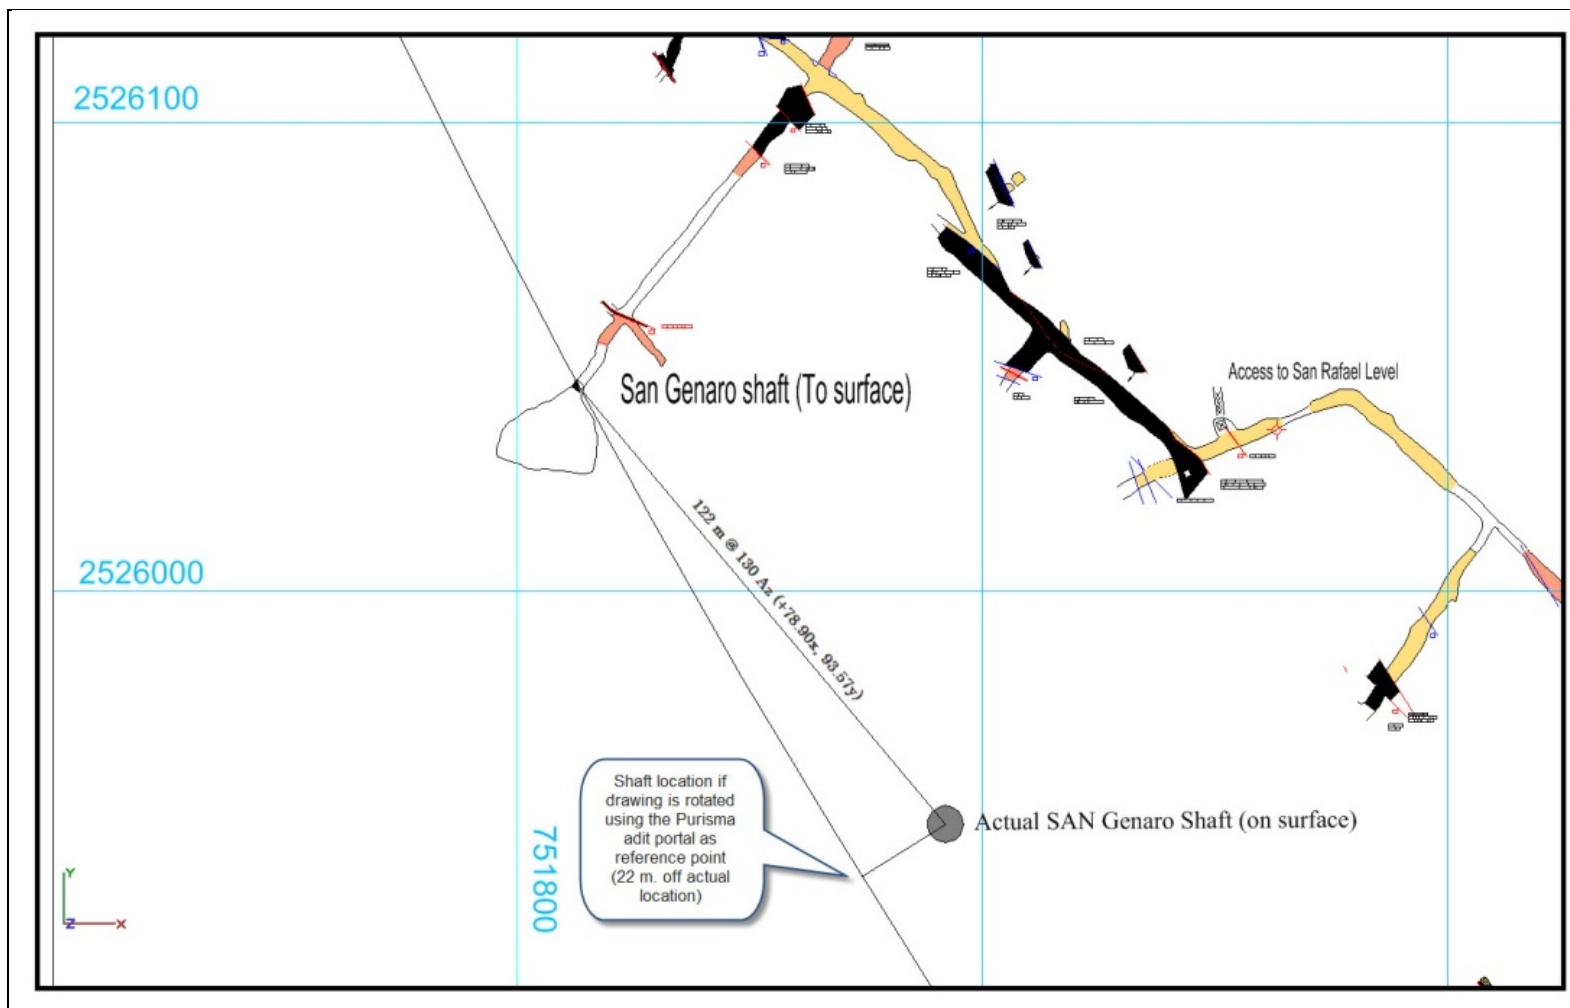 2526100
Access to San Rafael Level
San Genaro shaft (To surface)
122 m @ 130 Az (+78.90x, 93.57y)
2526000
Shaft location if
drawing is rotated
using the Purisma
adit portal as
reference point
(22 m. off actual
location)
Actual SAN Genaro Shaft (on surface)
751800
Y
Z
X